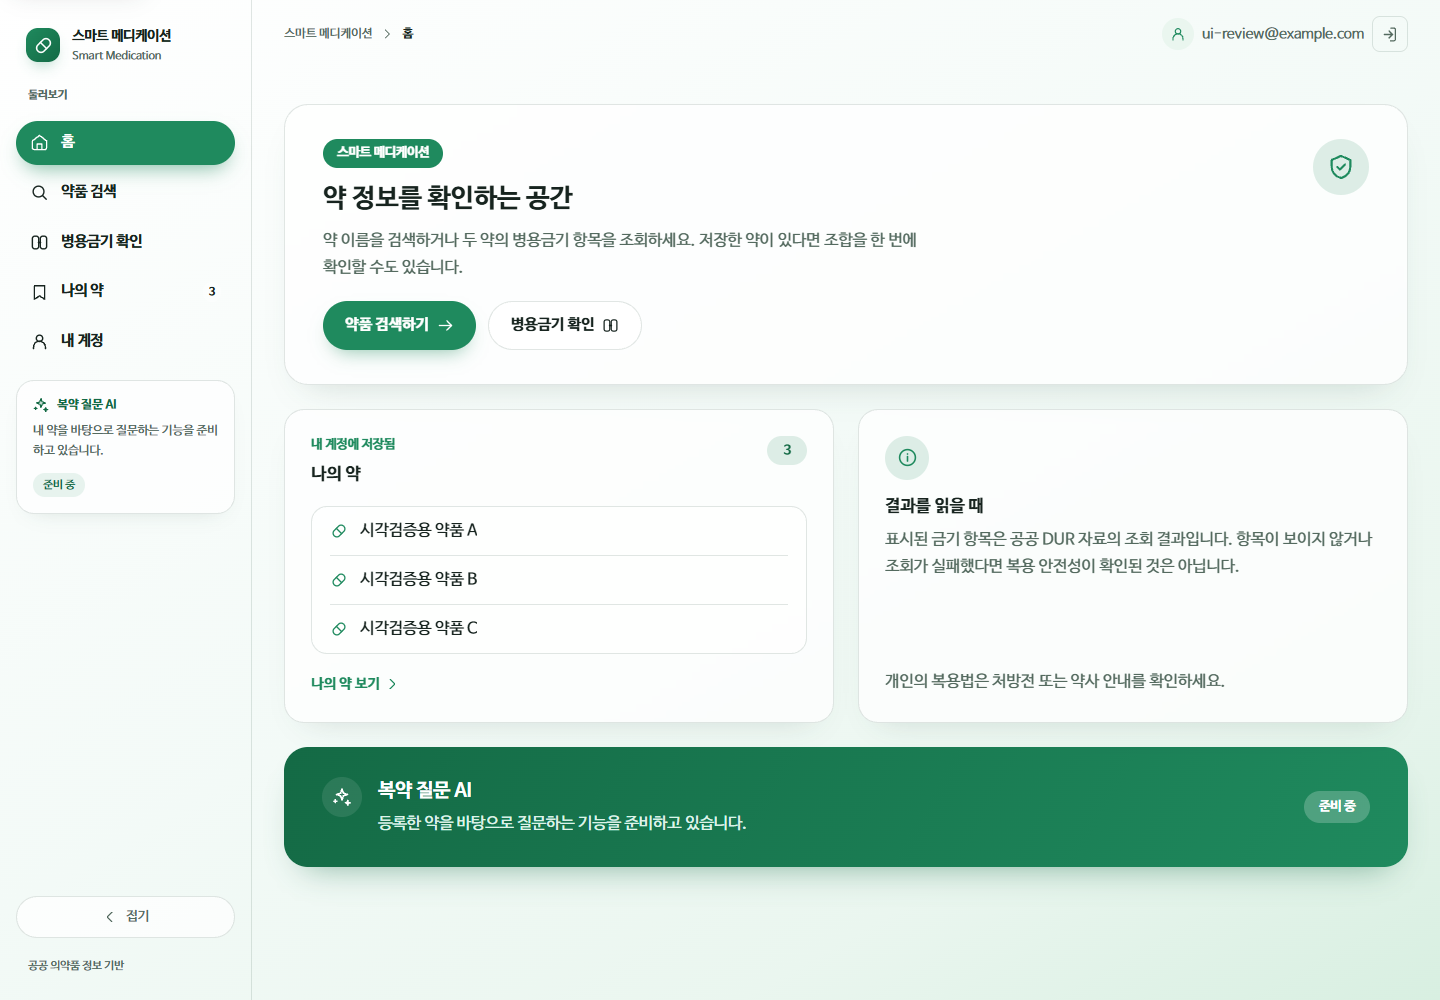 스마트 메디케이션
Smart Medication
둘러보기
홈
약품 검색
병용금기 확인
나의 약 3
내 계정
복약 질문 AI
내 약을 바탕으로 질문하는 기능을 준비
하고 있습니다.
준비 중
접기
공공 의약품 정보 기반
스마트 메디케이션 > 홈
ui-review@example.com
스마트 메디케이션
약 정보를 확인하는 공간
약 이름을 검색하거나 두 약의 병용금기 항목을 조회하세요. 저장한 약이 있다면 조합을 한 번에
확인할 수도 있습니다.
약품 검색하기 →
병용금기 확인
내 계정에 저장됨
나의 약
3
시각검증용 약품 A
시각검증용 약품 B
시각검증용 약품 C
나의 약 보기 >
결과를 읽을 때
표시된 금기 항목은 공공 DUR 자료의 조회 결과입니다. 항목이 보이지 않거나
조회가 실패했다면 복용 안전성이 확인된 것은 아닙니다.
개인의 복용법은 처방전 또는 약사 안내를 확인하세요.
복약 질문 AI
등록한 약을 바탕으로 질문하는 기능을 준비하고 있습니다.
준비 중